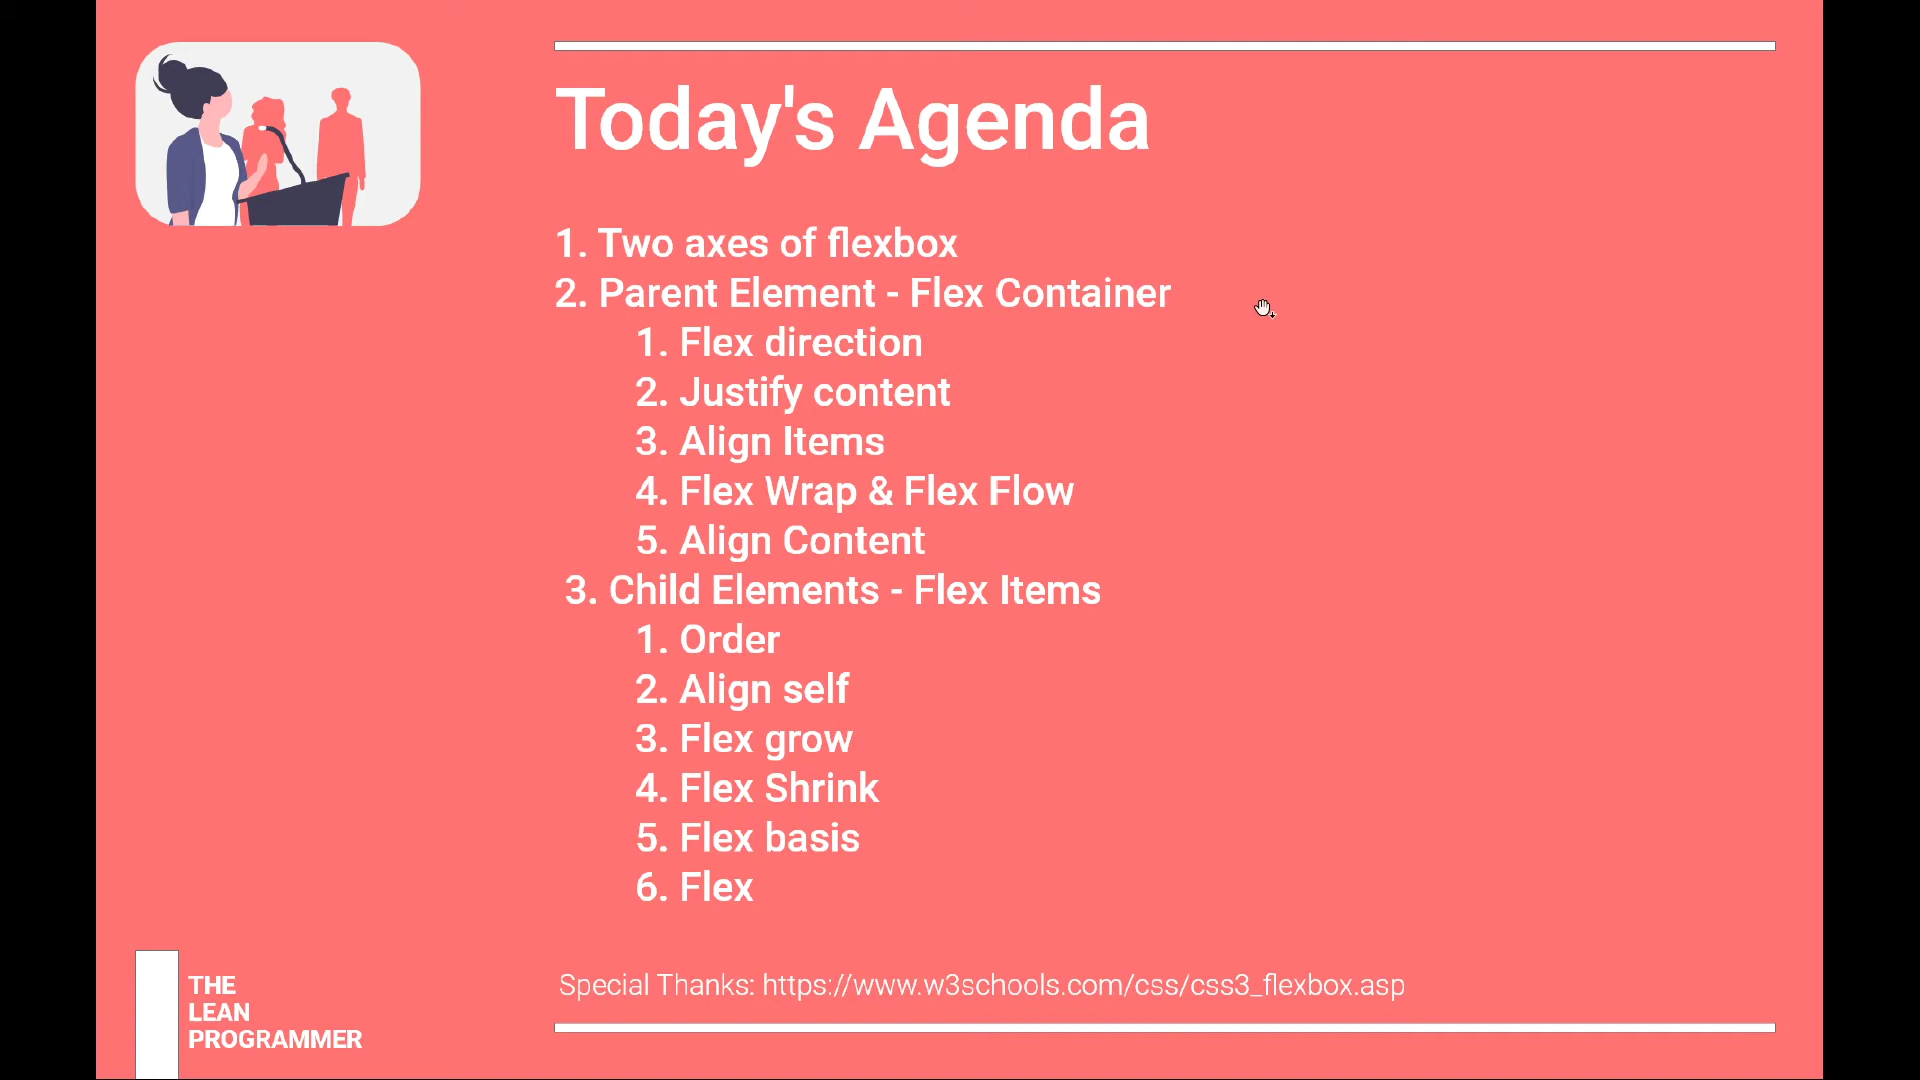 Today's Agenda
1. Two axes of flexbox
2. Parent Element - Flex Container
1. Flex direction
2. Justify content
3. Align Items
4. Flex Wrap & Flex Flow
5. Align Content
3. Child Elements - Flex Items
1. Order
2. Align self
3. Flex grow
4. Flex Shrink
5. Flex basis
6. Flex
Special Thanks: https://www.w3schools.com/css/css3_flexbox.asp
THE
LEAN
PROGRAMMER